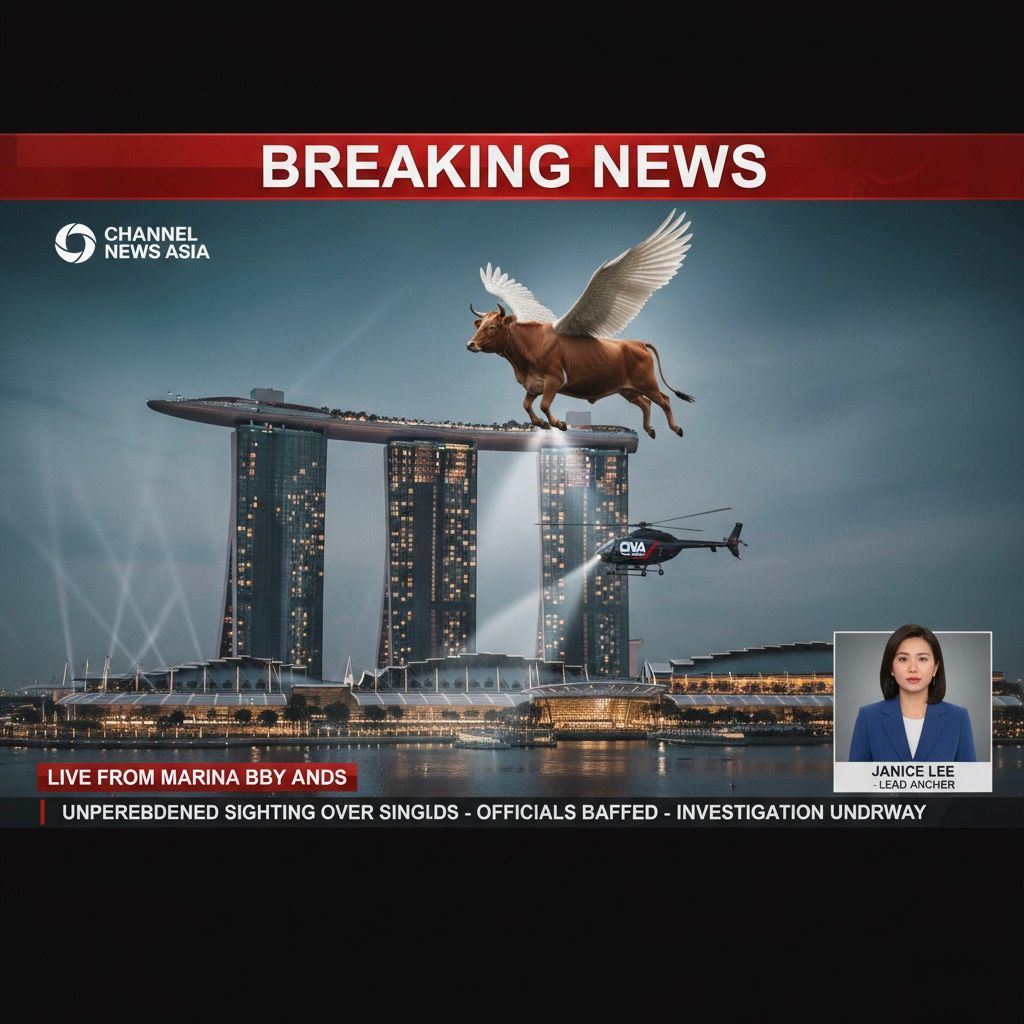 BREAKING NEWS
CHANNEL
NEWS ASIA
OVA
JANICE LEE
- LEAD ANCHER
LIVE FROM MARINA BBY ANDS
UNPEREBDENED SIGHTING OVER SINGLDS - OFFICIALS BAFFED - INVESTIGATION UNDRWAY